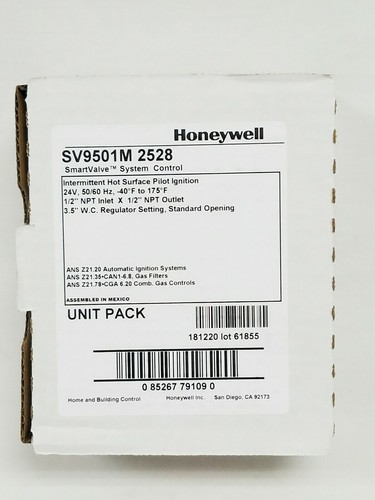 Honeywell
SV9501M 2528
SmartValve™ System Control
Intermittent Hot Surface Pilot Ignition
24V, 50/60 Hz, -40°F to 175°F
1/2" NPT Inlet X 1/2" NPT Outlet
3.5" W.C. Regulator Setting, Standard Opening
ANS Z21.20 Automatic Ignition Systems
ANS Z21.35•CAN1-6.8, Gas Filters
ANS Z21.78•CGA 6.20 Comb. Gas Controls
ASSEMBLED IN MEXICO
UNIT PACK
181220 lot 61855
0 85267 79109 0
Home and Building Control Honeywell Inc. San Diego, CA 92173